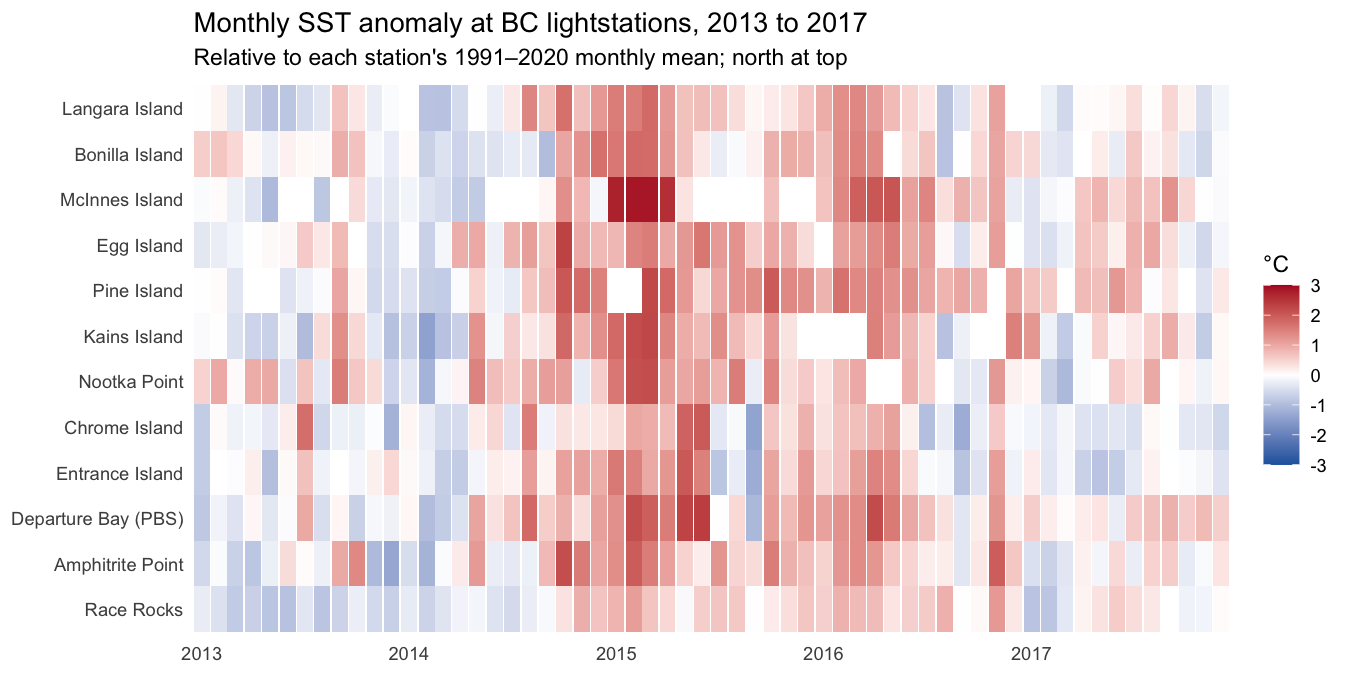 Monthly SST anomaly at BC lightstations, 2013 to 2017
Relative to each station's 1991–2020 monthly mean; north at top
Langara Island
Bonilla Island
McInnes Island
Egg Island
Pine Island
Kains Island
Nootka Point
Chrome Island
Entrance Island
Departure Bay (PBS)
Amphitrite Point
Race Rocks
2013 2014 2015 2016 2017
°C
3
2
1
0
-1
-2
-3